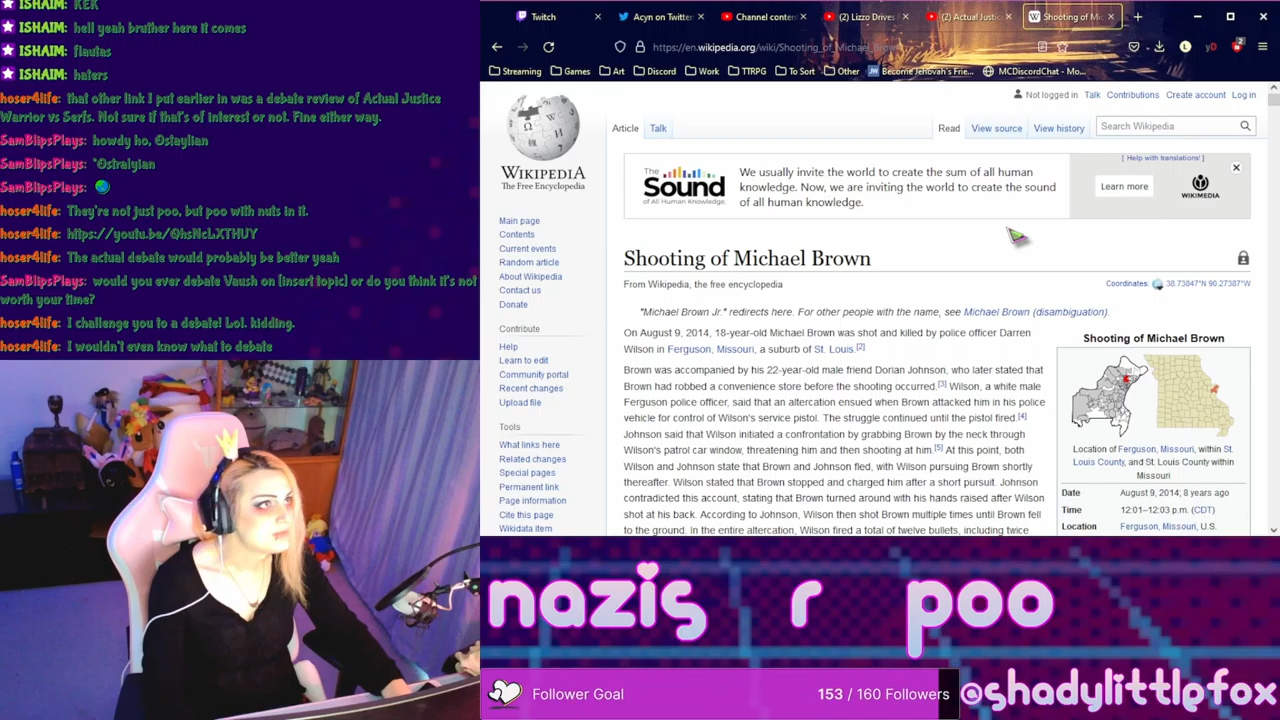 ISHAIM: KEK
ISHAIM: hell yeah bruther here it comes
ISHAIM: flautas
ISHAIM: haters
hoser4life: that other link I put earlier in was a debate review of Actual Justice
Warrior vs Serfs. Not sure if that's of interest or not. Fine either way.
SamBlipsPlays: howdy ho, Østaylian
SamBlipsPlays: *Østralyian
SamBlipsPlays:
hoser4life: They're not just poo, but poo with nuts in it.
hoser4life: https://youtu.be/QhsNcLXTHUY
hoser4life: The actual debate would probably be better yeah
SamBlipsPlays: would you ever debate Vaush on [insert topic] or do you think it's not
worth your time?
hoser4life: I challenge you to a debate! Lol. kidding.
hoser4life: I wouldn't even know what to debate
Twitch
Acyn on Twitter
Channel content
(2) Lizzo Drives
(2) Actual Justic
Shooting of Mic
https://en.wikipedia.org/wiki/Shooting_of_Michael_Brown
Streaming
Games
Art
Discord
Work
TTRPG
To Sort
Other
Become Jehovah's Frie...
MCDiscordChat - Mo...
WIKIPEDIA
The Free Encyclopedia
Main page
Contents
Current events
Random article
About Wikipedia
Contact us
Donate
Contribute
Help
Learn to edit
Community portal
Recent changes
Upload file
Tools
What links here
Related changes
Special pages
Permanent link
Page information
Cite this page
Wikidata item
Not logged in Talk Contributions Create account Log in
Article Talk
Read View source View history
Search Wikipedia
The
Sound
of All Human Knowledge
We usually invite the world to create the sum of all human
knowledge. Now, we are inviting the world to create the sound
of all human knowledge.
[ Help with translations! ]
Learn more
WIKIMEDIA
Shooting of Michael Brown
From Wikipedia, the free encyclopedia
Coordinates: 38.73847°N 90.27387°W
"Michael Brown Jr." redirects here. For other people with the name, see Michael Brown (disambiguation).
On August 9, 2014, 18-year-old Michael Brown was shot and killed by police officer Darren
Wilson in Ferguson, Missouri, a suburb of St. Louis.[2]
Brown was accompanied by his 22-year-old male friend Dorian Johnson, who later stated that
Brown had robbed a convenience store before the shooting occurred.[3] Wilson, a white male
Ferguson police officer, said that an altercation ensued when Brown attacked him in his police
vehicle for control of Wilson's service pistol. The struggle continued until the pistol fired.[4]
Johnson said that Wilson initiated a confrontation by grabbing Brown by the neck through
Wilson's patrol car window, threatening him and then shooting at him.[5] At this point, both
Wilson and Johnson state that Brown and Johnson fled, with Wilson pursuing Brown shortly
thereafter. Wilson stated that Brown stopped and charged him after a short pursuit. Johnson
contradicted this account, stating that Brown turned around with his hands raised after Wilson
shot at his back. According to Johnson, Wilson then shot Brown multiple times until Brown fell
to the ground. In the entire altercation, Wilson fired a total of twelve bullets, including twice
Shooting of Michael Brown
Location of Ferguson, Missouri, within St.
Louis County, and St. Louis County within
Missouri
Date August 9, 2014; 8 years ago
Time 12:01–12:03 p.m. (CDT)
Location Ferguson, Missouri, U.S.
nazis r poo
Follower Goal 153 / 160 Followers
@shadylittlefox